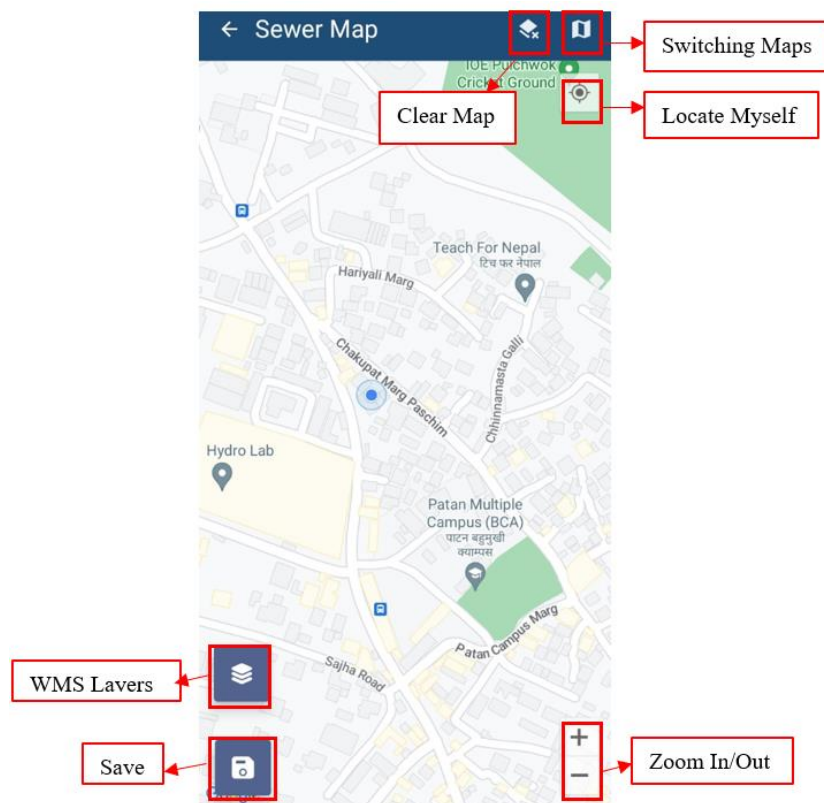 Sewer Map
Switching Maps
IOE Pulchwok
Cricket Ground
Clear Map
Locate Myself
Teach For Nepal
टिच फर नेपाल
Hariyali Marg
Chakupat Marg Paschim
Chhinnamasta Galli
Hydro Lab
Patan Multiple
Campus (BCA)
पाटन बहुमुखी
क्याम्पस
Patan Campus Marg
Sajha Road
WMS Lavers
Save
Zoom In/Out
Google